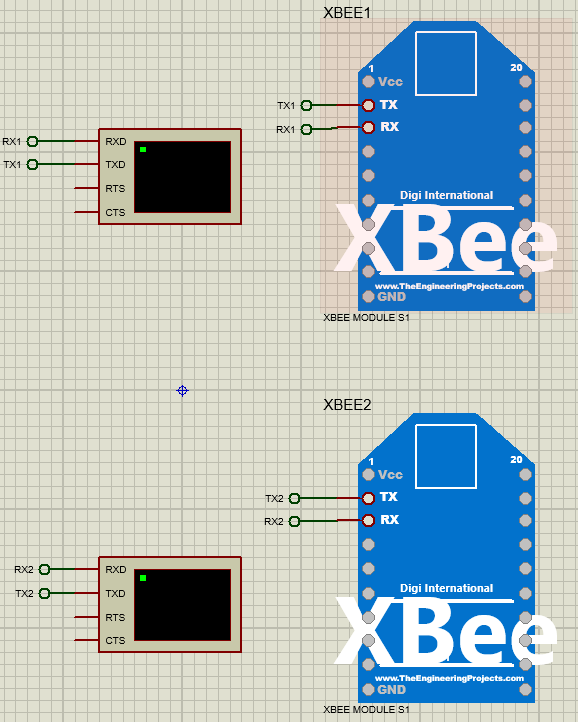 XBEE1
1
20
Vcc
TX1
TX
RX1
RX
RX1
RXD
TX1
TXD
RTS
CTS
Digi International
XBee
www.TheEngineeringProjects.com
GND
XBEE MODULE S1
XBEE2
1
20
Vcc
TX2
TX
RX2
RX
RX2
RXD
TX2
TXD
RTS
CTS
Digi International
XBee
www.TheEngineeringProjects.com
GND
XBEE MODULE S1